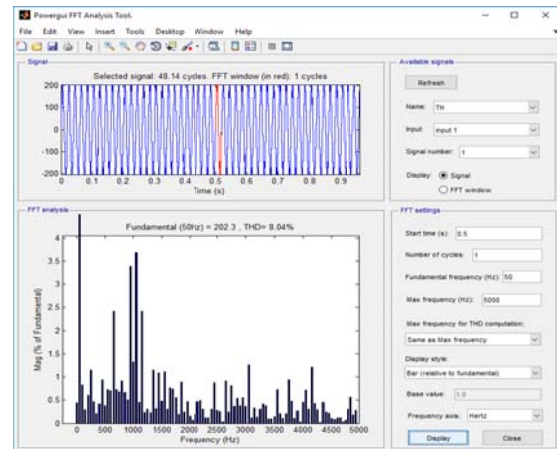 Powergui FFT Analysis Tool.
File Edit View Insert Tools Desktop Window Help
Signal
Selected signal: 48.14 cycles. FFT window (in red): 1 cycles
200
100
0
-100
-200
0 0.1 0.2 0.3 0.4 0.5 0.6 0.7 0.8 0.9
Time (s)
FFT analysis
Fundamental (50Hz) = 202.3 , THD= 8.04%
4
3.5
3
2.5
2
1.5
1
0.5
0
Mag (% of Fundamental)
0 500 1000 1500 2000 2500 3000 3500 4000 4500 5000
Frequency (Hz)
Available signals
Refresh
Name: TH
Input: input 1
Signal number: 1
Display: Signal
FFT window
FFT settings
Start time (s): 0.5
Number of cycles: 1
Fundamental frequency (Hz): 50
Max frequency (Hz): 5000
Max frequency for THD computation:
Same as Max frequency
Display style:
Bar (relative to fundamental)
Base value: 1.0
Frequency axis: Hertz
Display Close